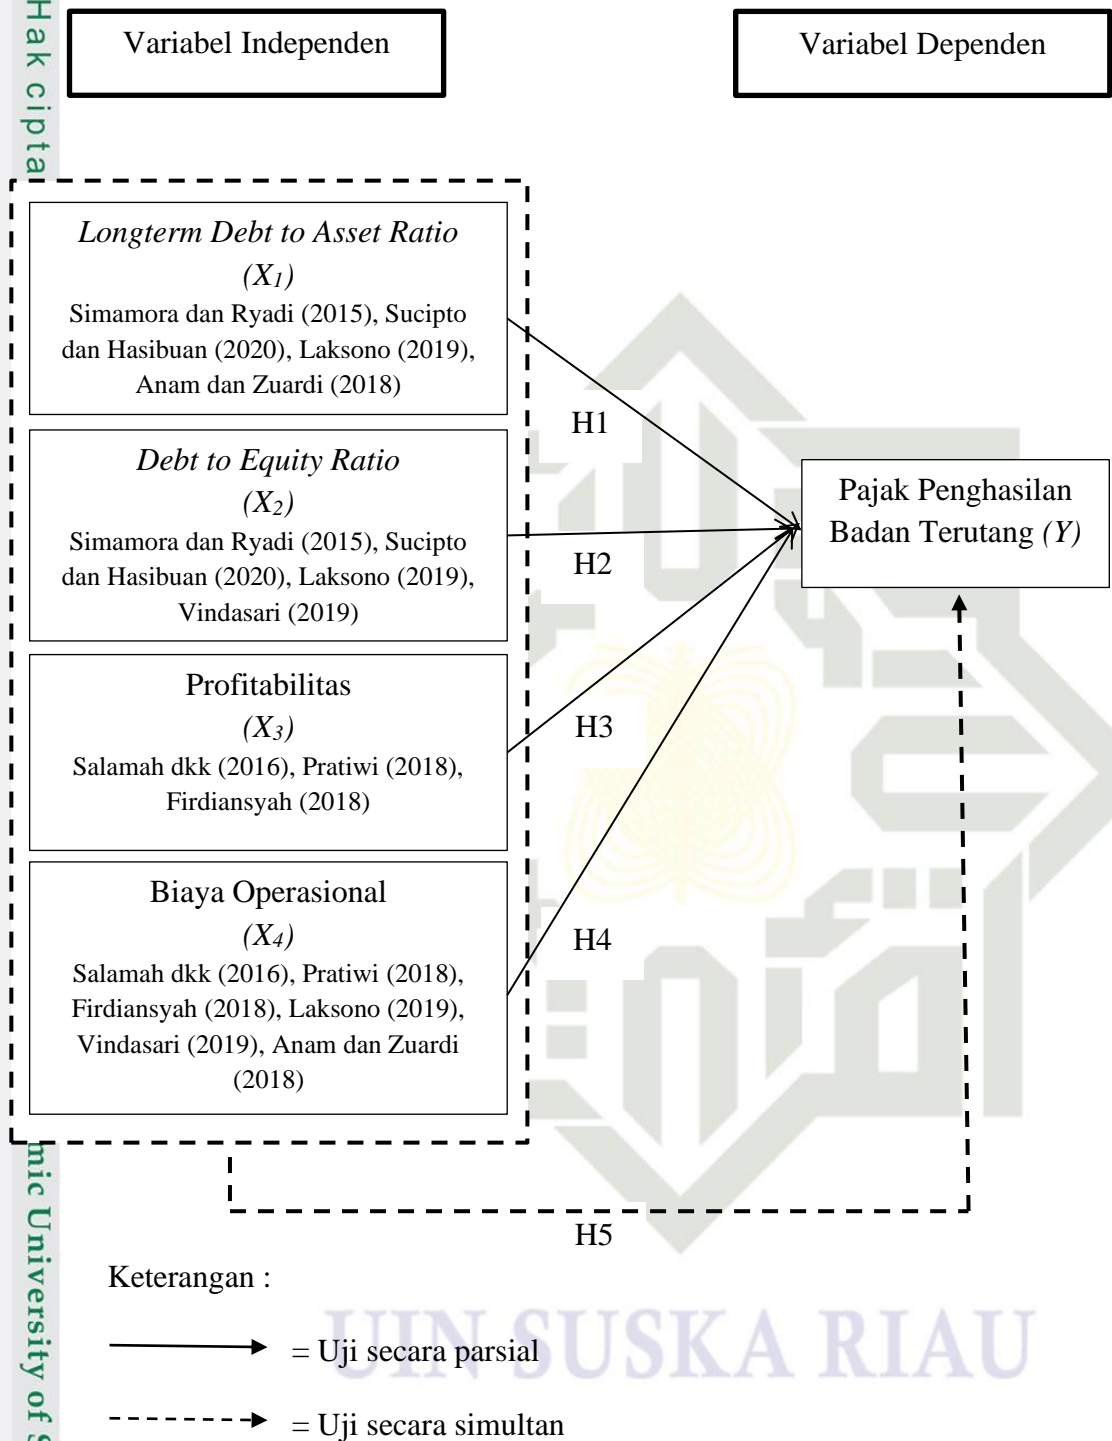 Hak cipta
Variabel Independen
Variabel Dependen
Longterm Debt to Asset Ratio
(X1)
Simamora dan Ryadi (2015), Sucipto
dan Hasibuan (2020), Laksono (2019),
Anam dan Zuardi (2018)
H1
Debt to Equity Ratio
(X2)
Simamora dan Ryadi (2015), Sucipto
dan Hasibuan (2020), Laksono (2019),
Vindasari (2019)
H2
Pajak Penghasilan
Badan Terutang (Y)
Profitabilitas
(X3)
Salamah dkk (2016), Pratiwi (2018),
Firdiansyah (2018)
H3
Biaya Operasional
(X4)
Salamah dkk (2016), Pratiwi (2018),
Firdiansyah (2018), Laksono (2019),
Vindasari (2019), Anam dan Zuardi
(2018)
H4
H5
mic University of S
Keterangan :
= Uji secara parsial
= Uji secara simultan
UIN SUSKA RIAU